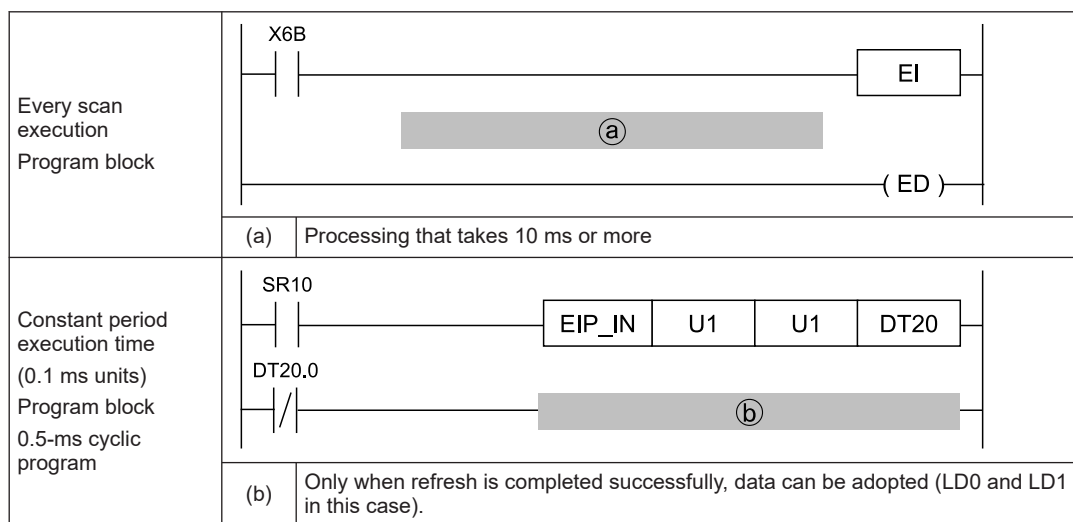 Every scan
execution
Program block
X6B
EI
ⓐ
( ED )
(a) Processing that takes 10 ms or more
Constant period
execution time
(0.1 ms units)
Program block
0.5-ms cyclic
program
SR10
EIP_IN U1 U1 DT20
DT20.0
ⓑ
(b) Only when refresh is completed successfully, data can be adopted (LD0 and LD1
in this case).